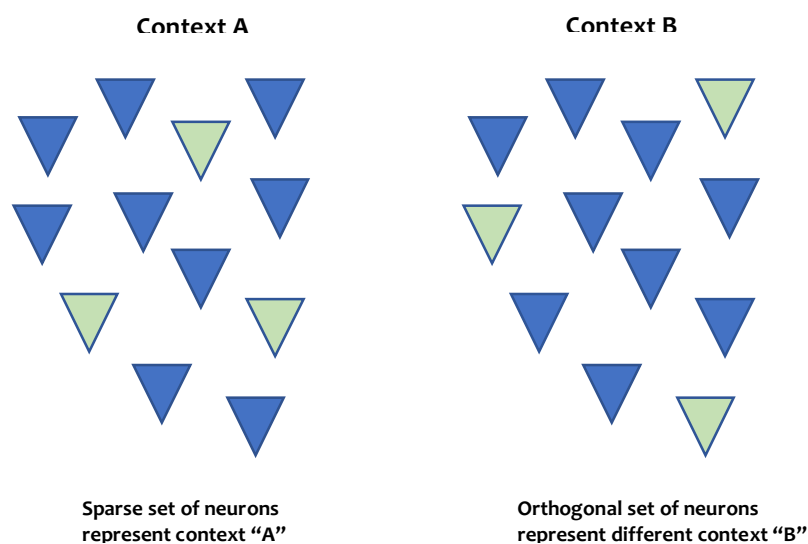 Context A
Context B
Sparse set of neurons
represent context “A”
Orthogonal set of neurons
represent different context “B”